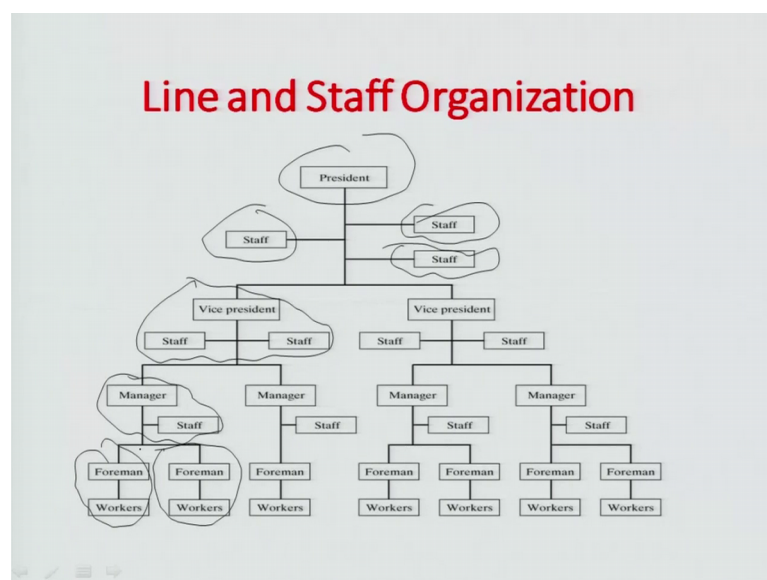 Line and Staff Organization
President
Staff
Staff
Staff
Vice president Vice president
Staff Staff Staff Staff
Manager Manager Manager Manager
Staff Staff Staff Staff
Foreman Foreman Foreman Foreman Foreman Foreman Foreman
Workers Workers Workers Workers Workers Workers Workers